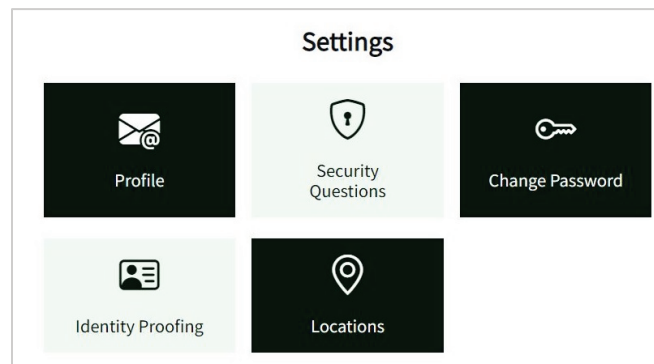 Settings
Profile
Security
Questions
Change Password
Identity Proofing
Locations